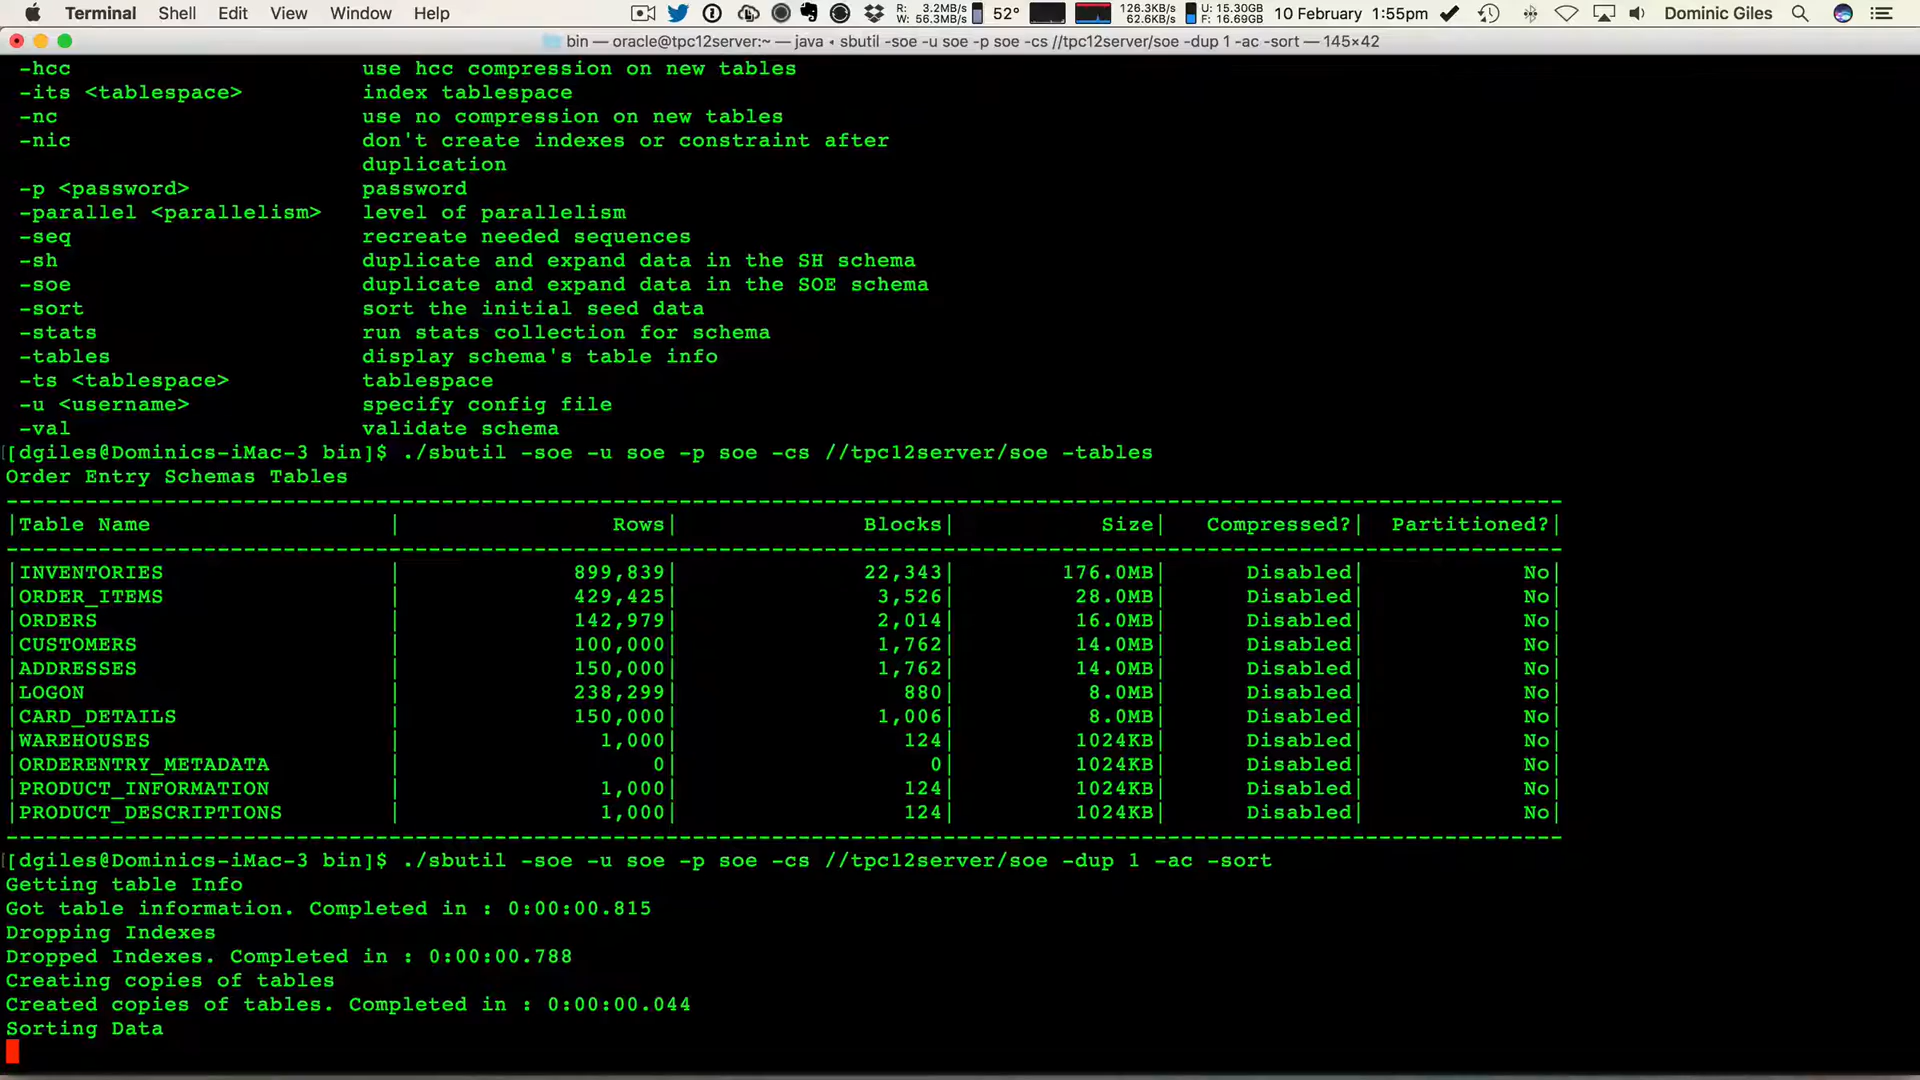 Terminal Shell Edit View Window Help R: 3.2MB/s W: 56.3MB/s 52° 126.3KB/s 62.6KB/s U: 15.30GB F: 16.69GB 10 February 1:55pm Dominic Giles
bin — oracle@tpc12server:~ — java ◂ sbutil -soe -u soe -p soe -cs //tpc12server/soe -dup 1 -ac -sort — 145×42
-hcc use hcc compression on new tables
-its <tablespace> index tablespace
-nc use no compression on new tables
-nic don't create indexes or constraint after
duplication
-p <password> password
-parallel <parallelism> level of parallelism
-seq recreate needed sequences
-sh duplicate and expand data in the SH schema
-soe duplicate and expand data in the SOE schema
-sort sort the initial seed data
-stats run stats collection for schema
-tables display schema's table info
-ts <tablespace> tablespace
-u <username> specify config file
-val validate schema
[dgiles@Dominics-iMac-3 bin]$ ./sbutil -soe -u soe -p soe -cs //tpc12server/soe -tables
Order Entry Schemas Tables
|Table Name | Rows| Blocks| Size| Compressed?| Partitioned?|
|INVENTORIES | 899,839| 22,343| 176.0MB| Disabled| No|
|ORDER_ITEMS | 429,425| 3,526| 28.0MB| Disabled| No|
|ORDERS | 142,979| 2,014| 16.0MB| Disabled| No|
|CUSTOMERS | 100,000| 1,762| 14.0MB| Disabled| No|
|ADDRESSES | 150,000| 1,762| 14.0MB| Disabled| No|
|LOGON | 238,299| 880| 8.0MB| Disabled| No|
|CARD_DETAILS | 150,000| 1,006| 8.0MB| Disabled| No|
|WAREHOUSES | 1,000| 124| 1024KB| Disabled| No|
|ORDERENTRY_METADATA | 0| 0| 1024KB| Disabled| No|
|PRODUCT_INFORMATION | 1,000| 124| 1024KB| Disabled| No|
|PRODUCT_DESCRIPTIONS | 1,000| 124| 1024KB| Disabled| No|
[dgiles@Dominics-iMac-3 bin]$ ./sbutil -soe -u soe -p soe -cs //tpc12server/soe -dup 1 -ac -sort
Getting table Info
Got table information. Completed in : 0:00:00.815
Dropping Indexes
Dropped Indexes. Completed in : 0:00:00.788
Creating copies of tables
Created copies of tables. Completed in : 0:00:00.044
Sorting Data